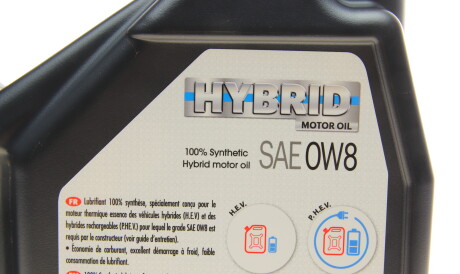 HYBRID
MOTOR OIL
100% Synthetic
Hybrid motor oil
SAE 0W8
FR Lubrifiant 100% synthèse, spécialement conçu pour le
moteur thermique essence des véhicules hybrides (H.E.V) et des
hybrides rechargeables (P.H.E.V.) pour lequel le grade SAE 0W8 est
requis par le constructeur (voir guide d'entretien).
• Économie de carburant, excellent démarrage à froid, faible
consommation de lubrifiant.
H.E.V.
P.H.E.V.